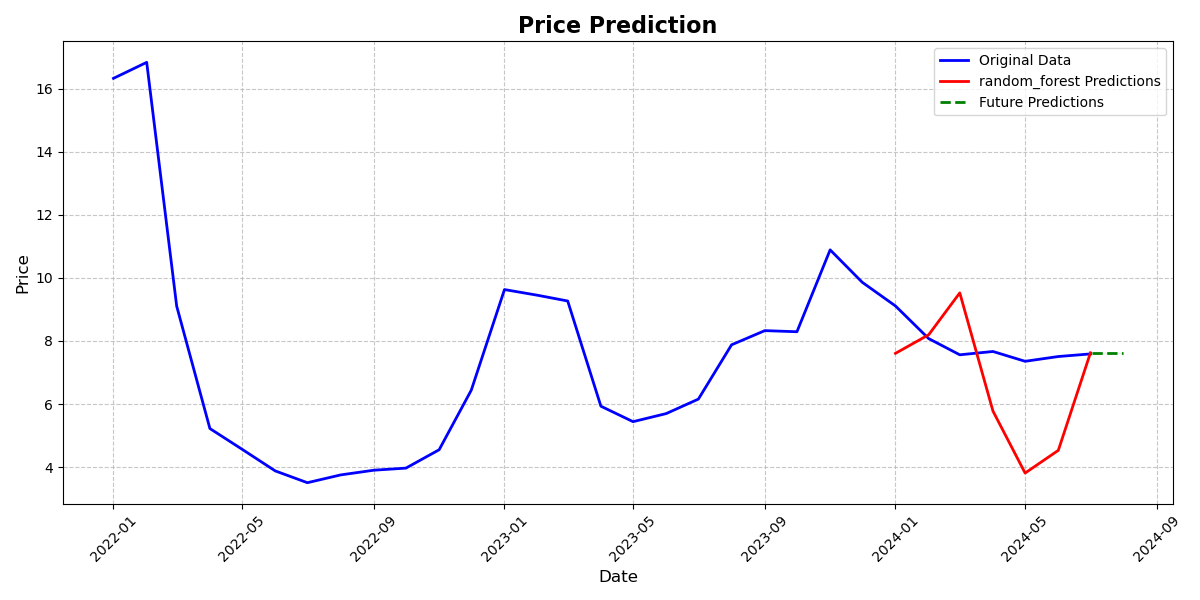 Price Prediction
Original Data
random_forest Predictions
Future Predictions
Price
16
14
12
10
8
6
4
2022-01
2022-05
2022-09
2023-01
2023-05
2023-09
2024-01
2024-05
2024-09
Date